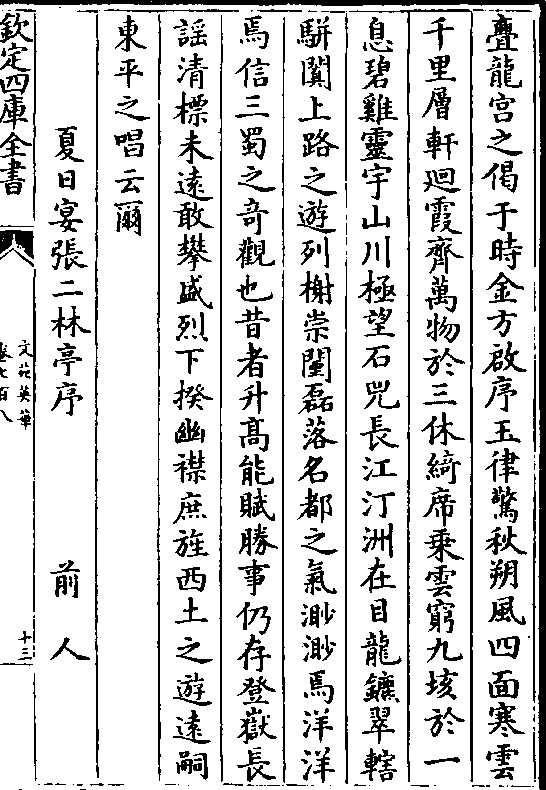 疊龍宫之偈于時金方啟序玉律驚秋朔風四面寒雲
千里層軒迴霞齊萬物於三休綺席乗雲窮九垓於一
息碧雞靈宇山川極望石兕長江汀洲在目龍鑣翠轄
駢闐上路之遊列榭崇闉磊落名都之氣渺渺焉洋洋
焉信三蜀之竒觀也昔者升髙能賦勝事仍存登嶽長
謡清標未逺敢攀盛烈下揆幽襟庶旌西土之遊逺嗣
東平之唱云爾
夏日宴張二林亭序 前人
欽定四庫全書
文苑英華
卷七百八
十三